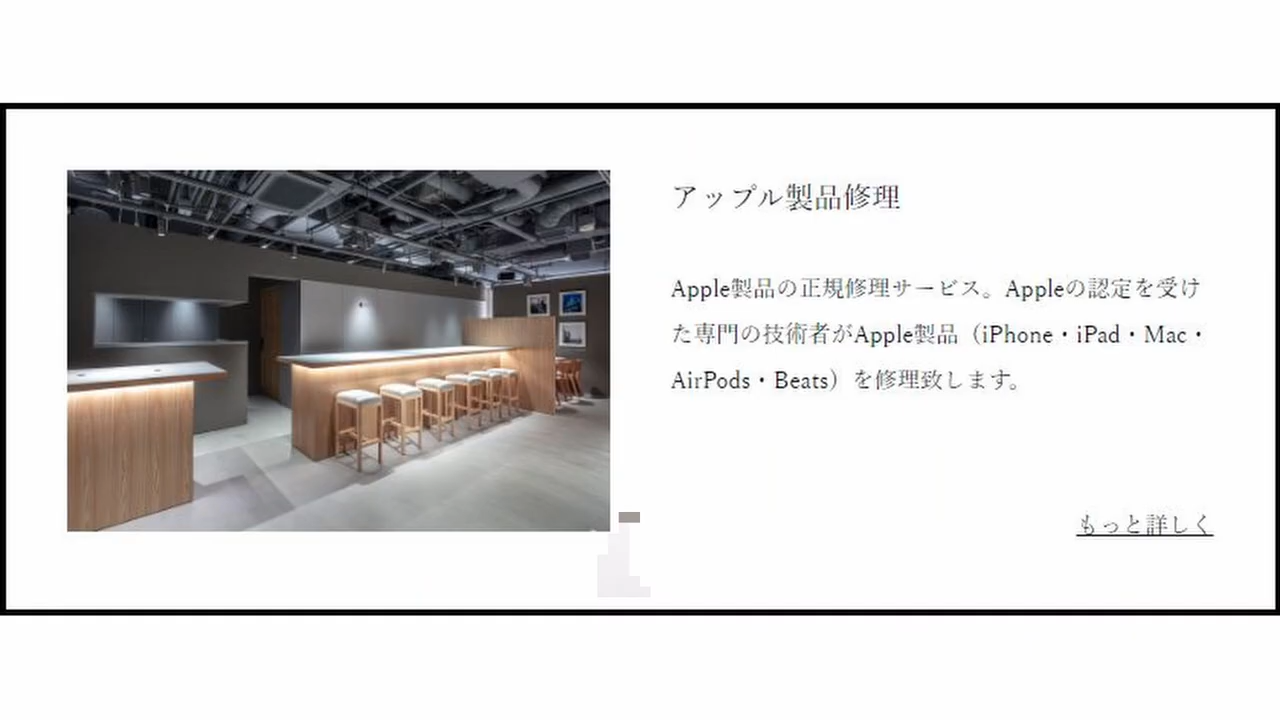 アップル製品修理
Apple製品の正規修理サービス。Appleの認定を受け
た専門の技術者がApple製品（iPhone・iPad・Mac・
AirPods・Beats）を修理致します。
もっと詳しく